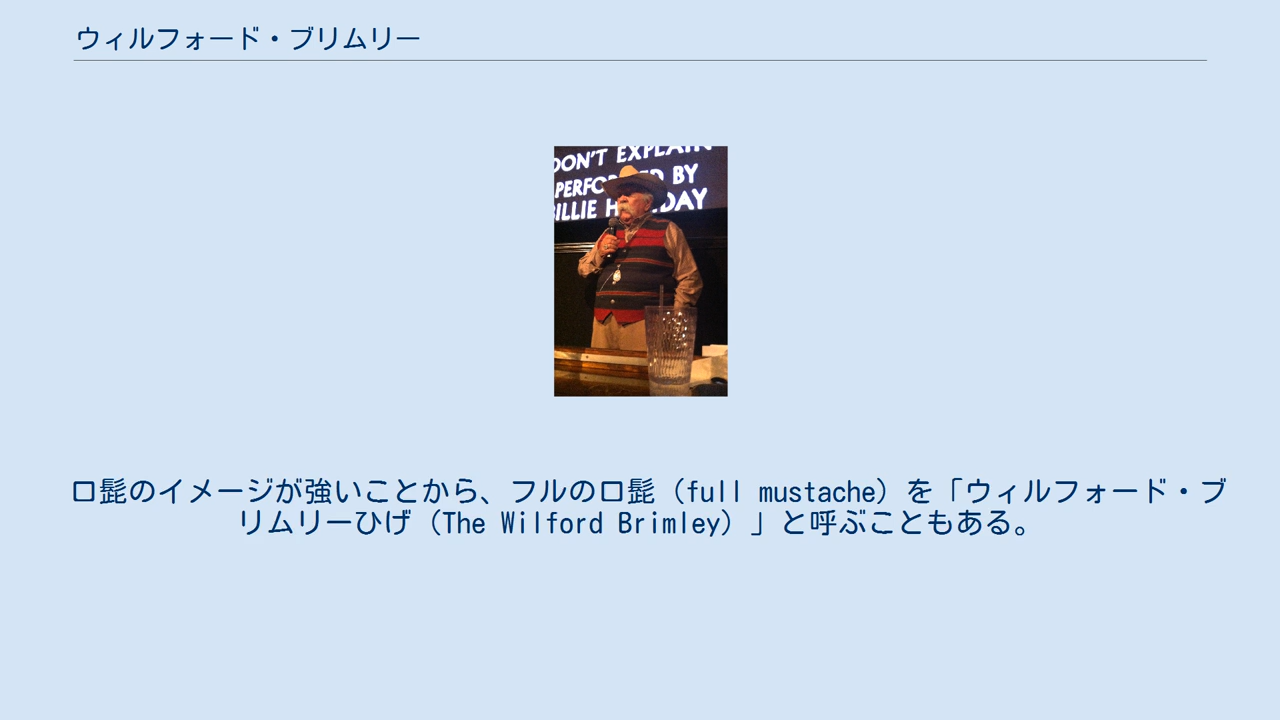 ウィルフォード・ブリムリー
DON'T EXPLAIN
PERFO ED BY
BILLIE H DAY
口髭のイメージが強いことから、フルの口髭（full mustache）を「ウィルフォード・ブ
リムリーひげ（The Wilford Brimley）」と呼ぶこともある。